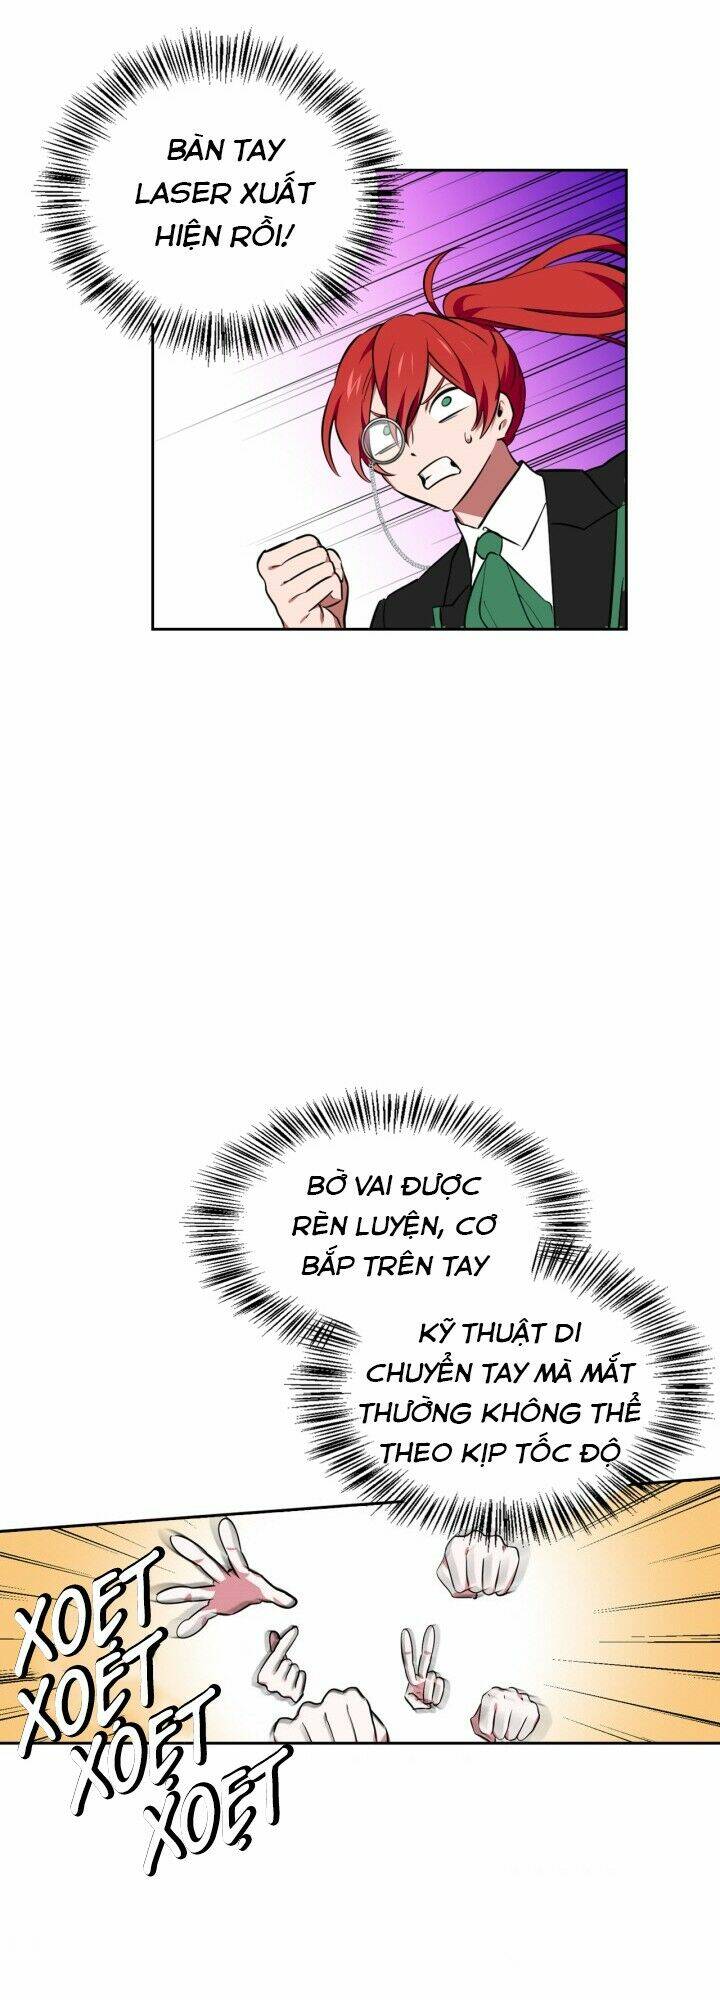 BÀN TAY
LASER XUẤT
HIỆN RỒI!
BỜ VAI ĐƯỢC
RÈN LUYỆN, CƠ
BẮP TRÊN TAY
KỸ THUẬT DI
CHUYỂN TAY MÀ MẮT
THƯỜNG KHÔNG THỂ
THEO KỊP TỐC ĐỘ
XOẸT
XOẸT
XOẸT
XOẸT